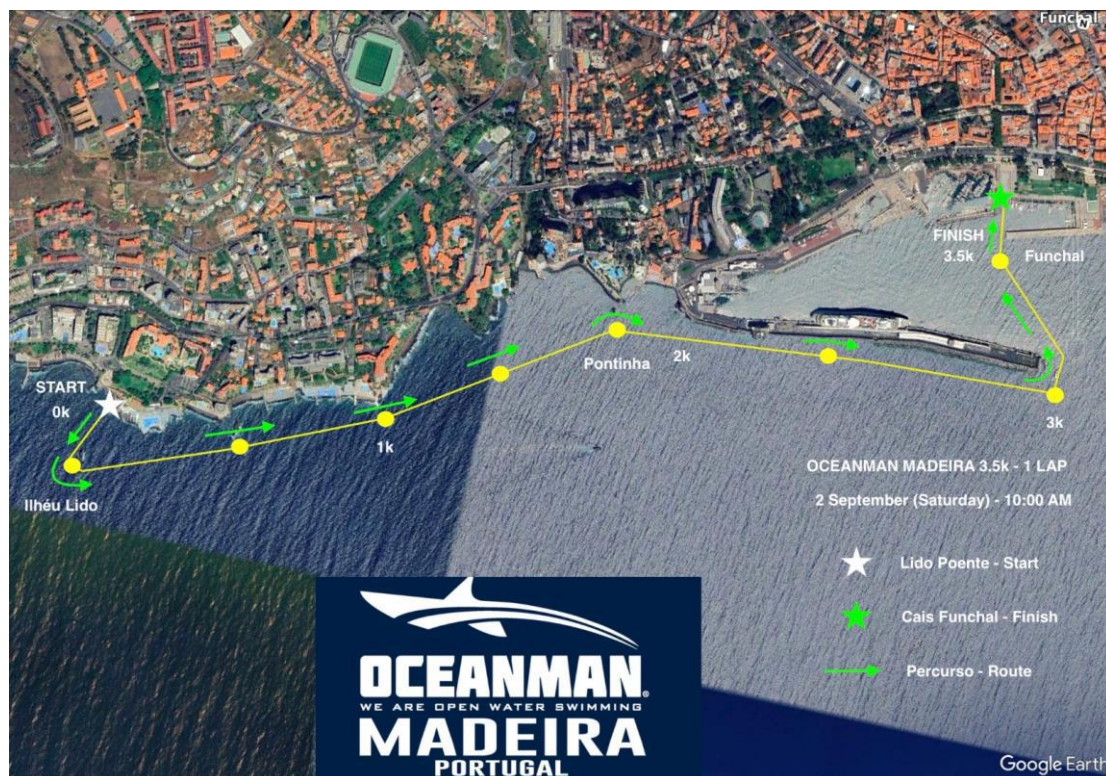 Funchal
START
0k
Ilhéu Lido
1k
Pontinha
2k
3k
FINISH
3.5k
Funchal
OCEANMAN MADEIRA 3.5k - 1 LAP
2 September (Saturday) - 10:00 AM
Lido Poente - Start
Cais Funchal - Finish
Percurso - Route
OCEANMAN®
WE ARE OPEN WATER SWIMMING
MADEIRA
PORTUGAL
Google Earth